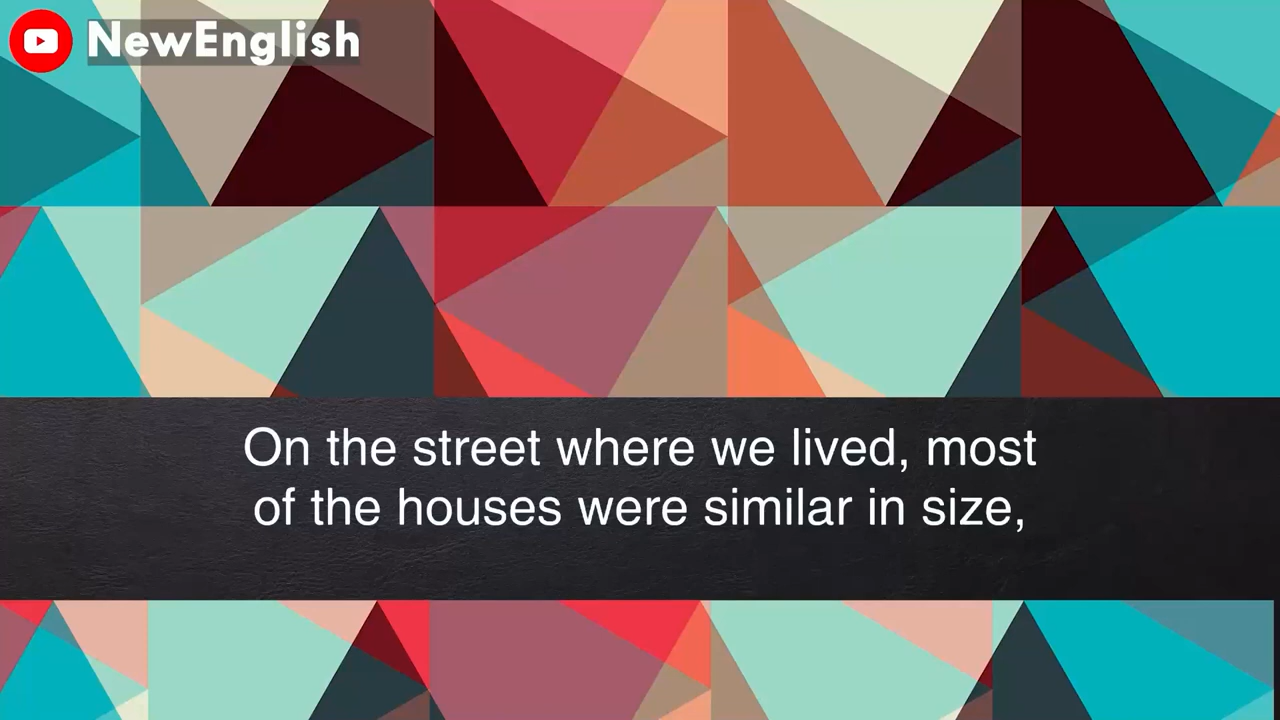 NewEnglish
On the street where we lived, most
of the houses were similar in size,